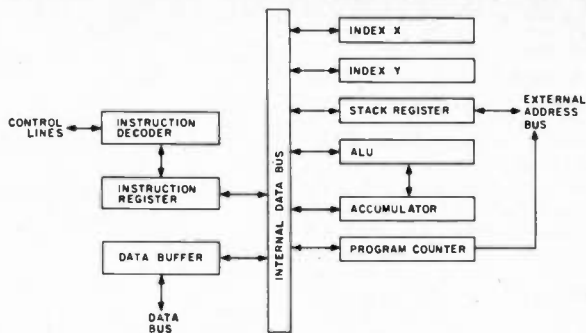 INDEX X
INDEX Y
STACK REGISTER
EXTERNAL
ADDRESS
BUS
CONTROL
LINES
INSTRUCTION
DECODER
ALU
INSTRUCTION
REGISTER
INTERNAL DATA BUS
ACCUMULATOR
DATA BUFFER
PROGRAM COUNTER
DATA
BUS